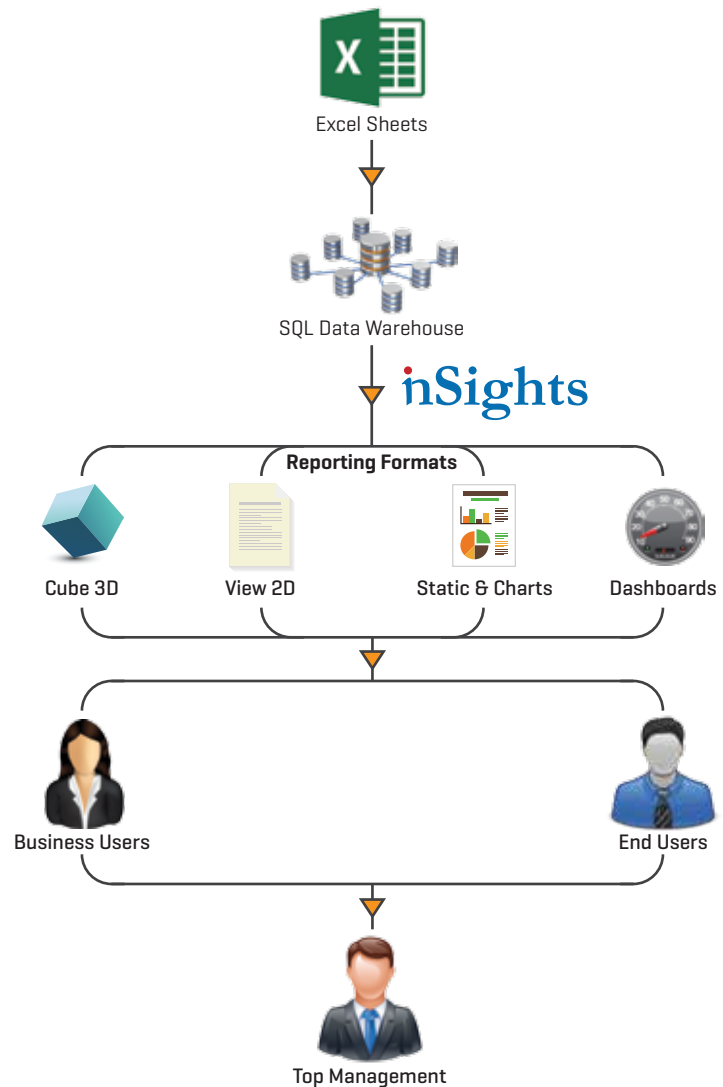 X
Excel Sheets
SQL Data Warehouse
inSights
Reporting Formats
Cube 3D
View 2D
Static & Charts
Dashboards
Business Users
End Users
Top Management